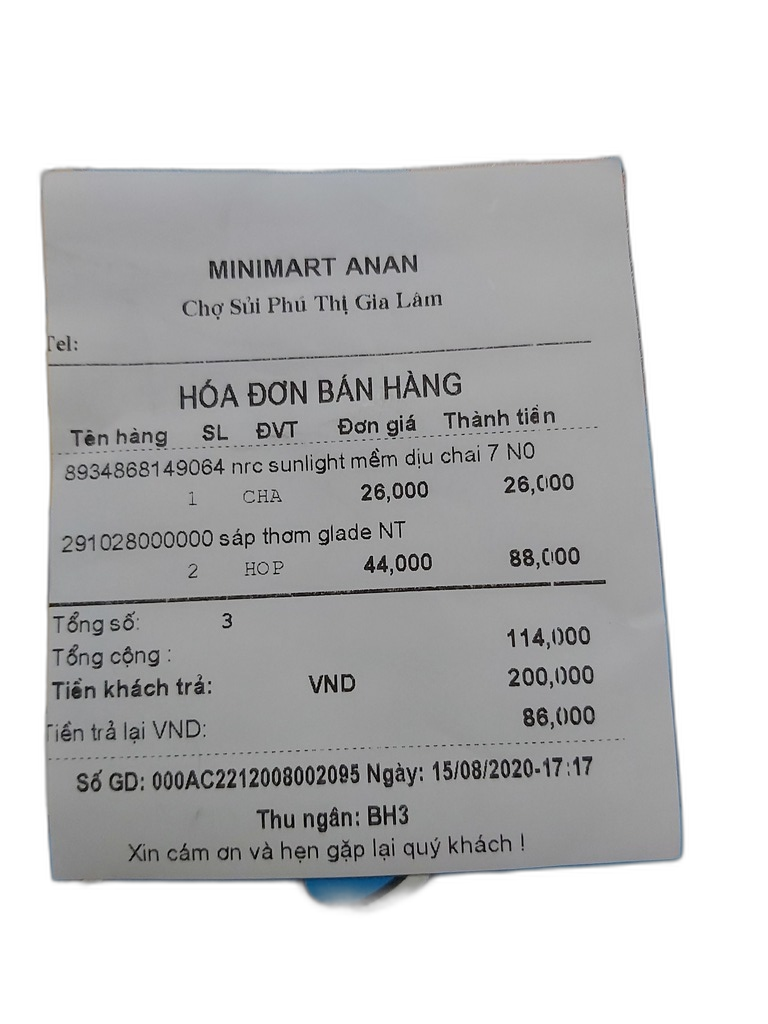 MINIMART ANAN
Chợ Sủi Phú Thị Gia Lâm
Tel:
HÓA ĐƠN BÁN HÀNG
Tên hàng SL ĐVT Đơn giá Thành tiền
8934868149064 nrc sunlight mềm dịu chai 7 N0
1 CHA 26,000 26,000
291028000000 sáp thơm glade NT
2 HOP 44,000 88,000
Tổng số: 3
Tổng cộng : 114,000
Tiền khách trả: VND 200,000
Tiền trả lại VND: 86,000
Số GD: 000AC2212008002095 Ngày: 15/08/2020-17:17
Thu ngân: BH3
Xin cám ơn và hẹn gặp lại quý khách !